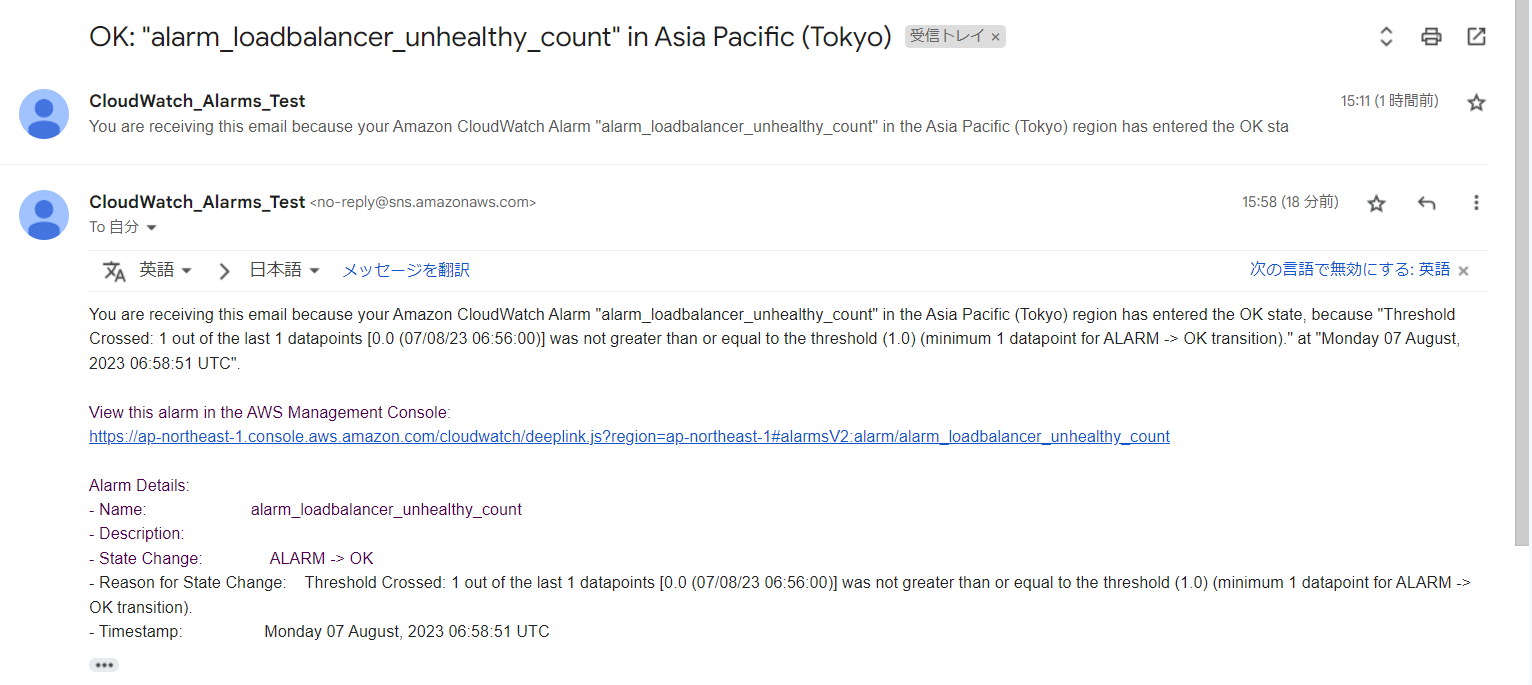 OK: "alarm_loadbalancer_unhealthy_count" in Asia Pacific (Tokyo) 受信トレイ ×
CloudWatch_Alarms_Test 15:11 (1 時間前)
You are receiving this email because your Amazon CloudWatch Alarm "alarm_loadbalancer_unhealthy_count" in the Asia Pacific (Tokyo) region has entered the OK sta
CloudWatch_Alarms_Test <no-reply@sns.amazonaws.com> 15:58 (18 分前)
To 自分
英語 日本語 メッセージを翻訳 次の言語で無効にする: 英語 ×
You are receiving this email because your Amazon CloudWatch Alarm "alarm_loadbalancer_unhealthy_count" in the Asia Pacific (Tokyo) region has entered the OK state, because "Threshold
Crossed: 1 out of the last 1 datapoints [0.0 (07/08/23 06:56:00)] was not greater than or equal to the threshold (1.0) (minimum 1 datapoint for ALARM -> OK transition)." at "Monday 07 August,
2023 06:58:51 UTC".
View this alarm in the AWS Management Console:
https://ap-northeast-1.console.aws.amazon.com/cloudwatch/deeplink.js?region=ap-northeast-1#alarmsV2:alarm/alarm_loadbalancer_unhealthy_count
Alarm Details:
- Name: alarm_loadbalancer_unhealthy_count
- Description:
- State Change: ALARM -> OK
- Reason for State Change: Threshold Crossed: 1 out of the last 1 datapoints [0.0 (07/08/23 06:56:00)] was not greater than or equal to the threshold (1.0) (minimum 1 datapoint for ALARM ->
OK transition).
- Timestamp: Monday 07 August, 2023 06:58:51 UTC